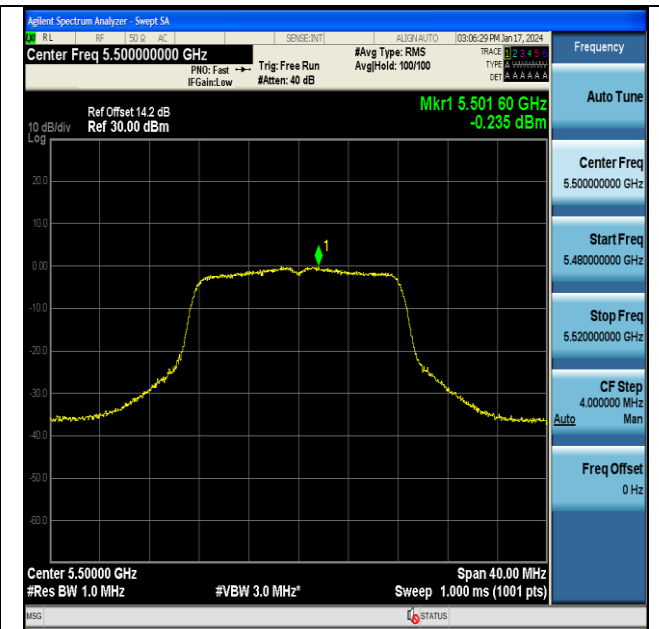 Agilent Spectrum Analyzer - Swept SA
RL RF 50 Ω AC SENSE:INT ALIGN AUTO 03:06:29 PM Jan 17, 2024
Center Freq 5.500000000 GHz
PNO: Fast
IFGain:Low
Trig: Free Run
#Atten: 40 dB
#Avg Type: RMS
Avg|Hold: 100/100
TRACE 1 2 3 4 5 6
TYPE A
DET A A A A A A
Ref Offset 14.2 dB
10 dB/div Ref 30.00 dBm
Log
Mkr1 5.501 60 GHz
-0.235 dBm
20.0
10.0
0.00
-10.0
-20.0
-30.0
-40.0
-50.0
-60.0
1
Center 5.50000 GHz Span 40.00 MHz
#Res BW 1.0 MHz #VBW 3.0 MHz* Sweep 1.000 ms (1001 pts)
MSG STATUS
Frequency
Auto Tune
Center Freq
5.500000000 GHz
Start Freq
5.480000000 GHz
Stop Freq
5.520000000 GHz
CF Step
4.000000 MHz
Auto Man
Freq Offset
0 Hz